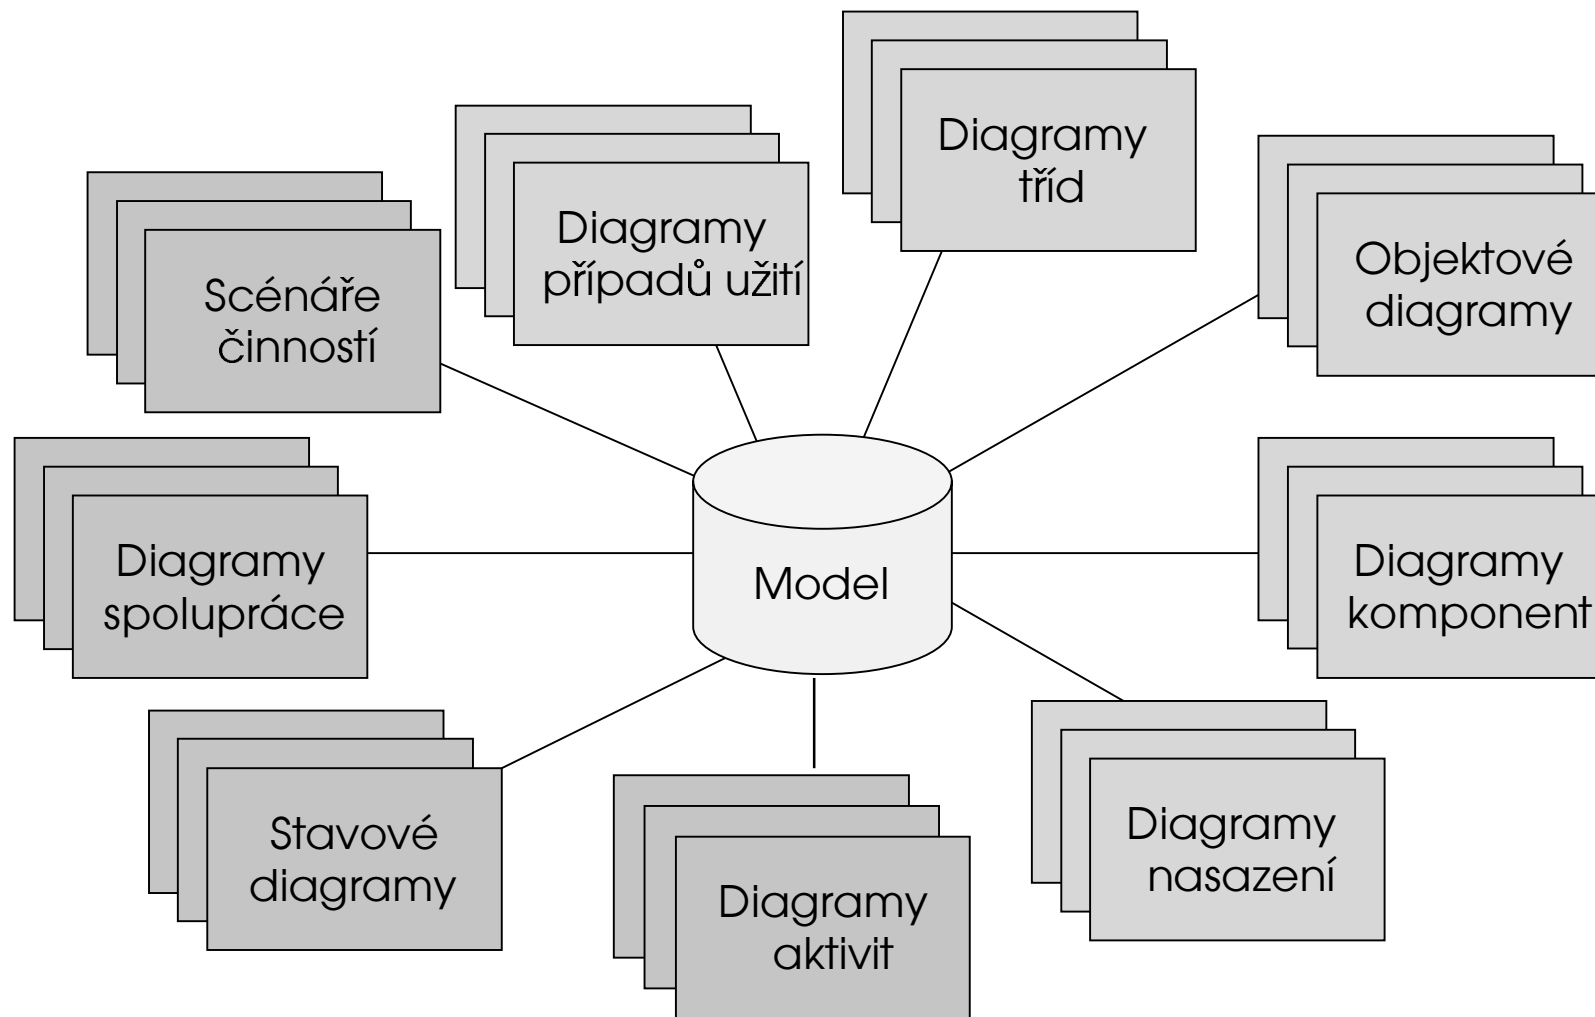 Diagramy
tříd
Diagramy
případů užití
Objektové
diagramy
Scénáře
činností
Diagramy
spolupráce
Model
Diagramy
komponent
Stavové
diagramy
Diagramy
nasazení
Diagramy
aktivit